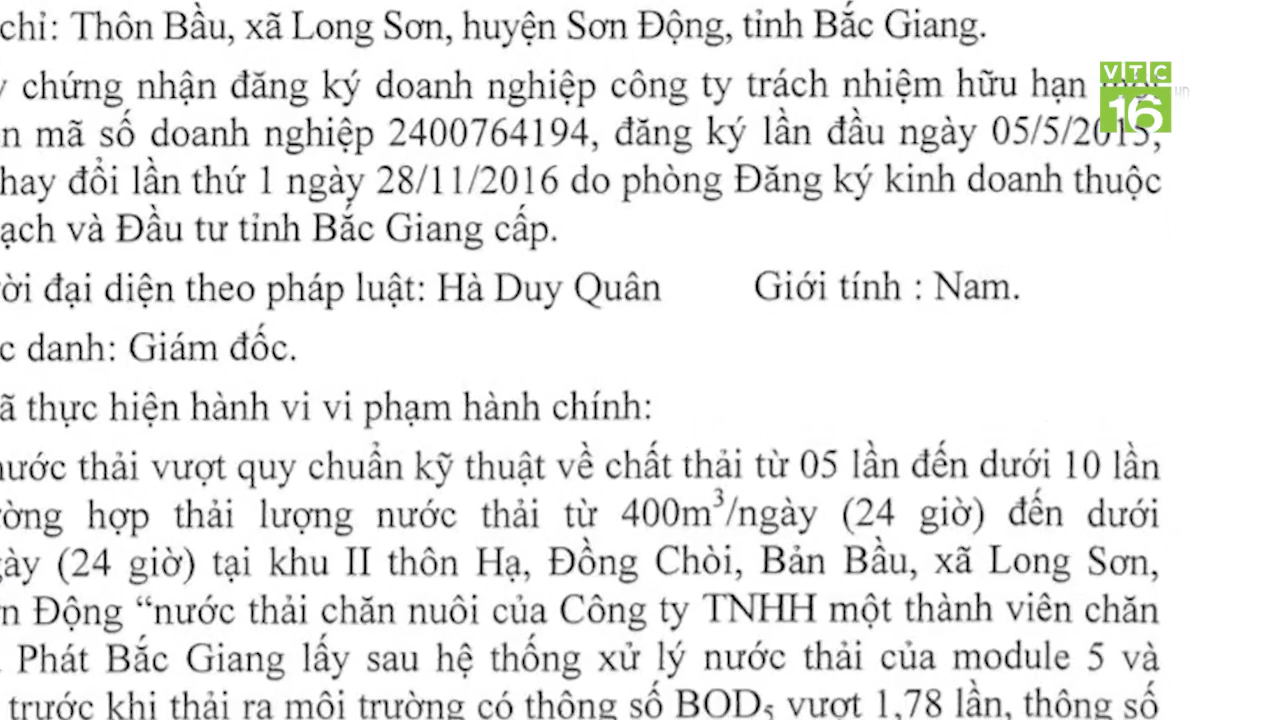 chỉ: Thôn Bầu, xã Long Sơn, huyện Sơn Động, tỉnh Bắc Giang.
VTC
16
.vn
chứng nhận đăng ký doanh nghiệp công ty trách nhiệm hữu hạn
n mã số doanh nghiệp 2400764194, đăng ký lần đầu ngày 05/5/2015,
hay đổi lần thứ 1 ngày 28/11/2016 do phòng Đăng ký kinh doanh thuộc
ạch và Đầu tư tỉnh Bắc Giang cấp.
ời đại diện theo pháp luật: Hà Duy Quân Giới tính : Nam.
c danh: Giám đốc.
ã thực hiện hành vi vi phạm hành chính:
nước thải vượt quy chuẩn kỹ thuật về chất thải từ 05 lần đến dưới 10 lần
ờng hợp thải lượng nước thải từ 400m³/ngày (24 giờ) đến dưới
gày (24 giờ) tại khu II thôn Hạ, Đồng Chòi, Bản Bầu, xã Long Sơn,
n Động “nước thải chăn nuôi của Công ty TNHH một thành viên chăn
Phát Bắc Giang lấy sau hệ thống xử lý nước thải của module 5 và
trước khi thải ra môi trường có thông số BOD₅ vượt 1,78 lần, thông số